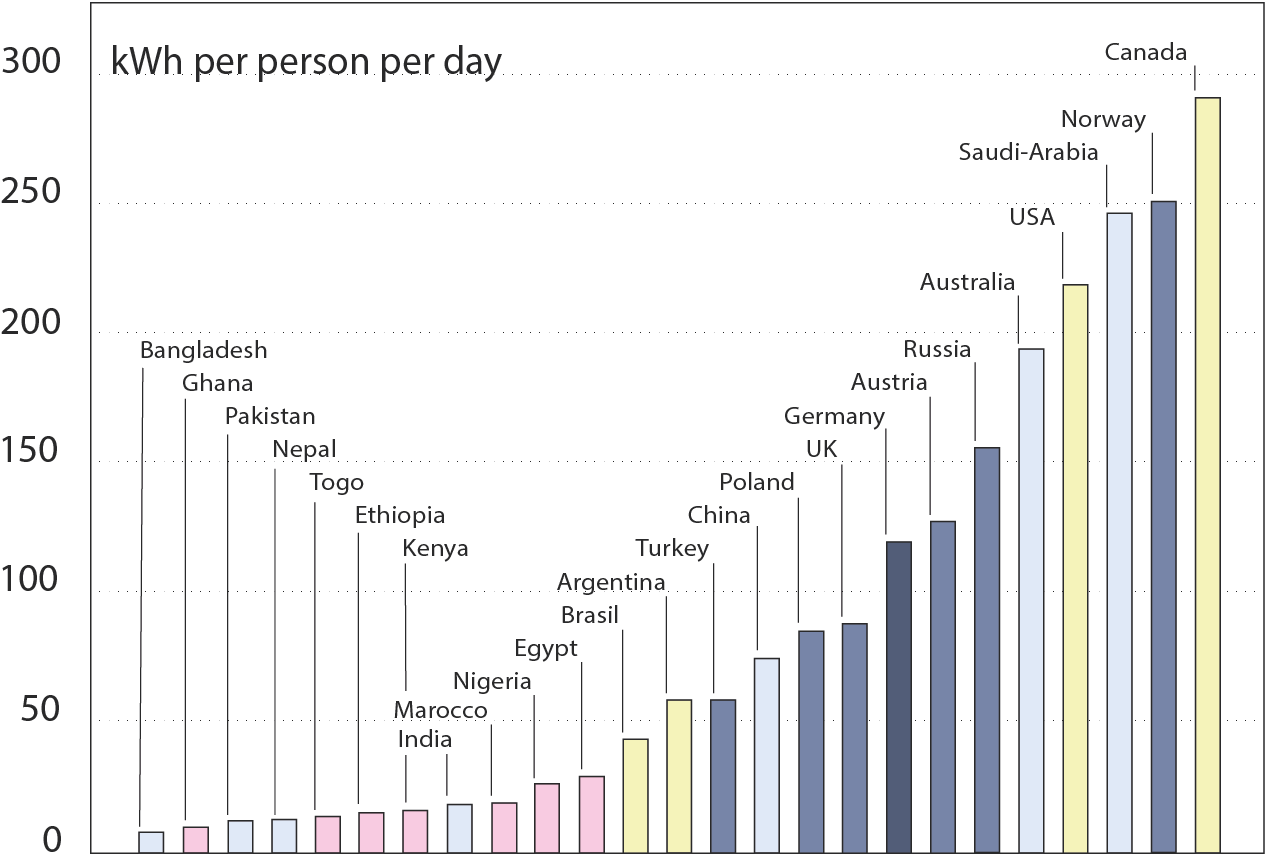 kWh per person per day
300
250
200
150
100
50
0
Bangladesh
Ghana
Pakistan
Nepal
Togo
Ethiopia
Kenya
Marocco
India
Nigeria
Egypt
Brasil
Argentina
Turkey
China
Poland
UK
Germany
Austria
Russia
Australia
USA
Saudi-Arabia
Norway
Canada